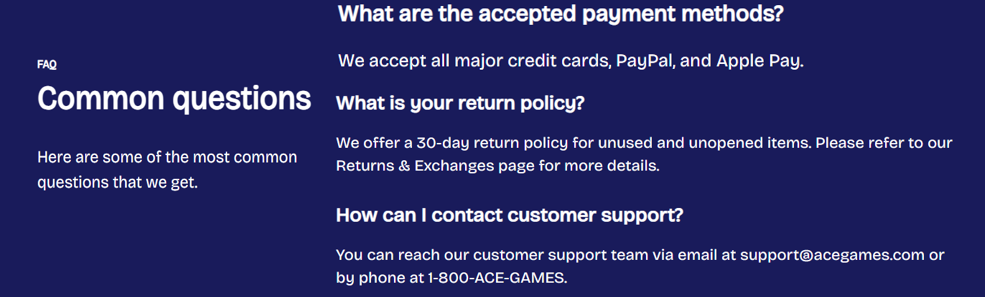 FAQ
Common questions
Here are some of the most common
questions that we get.
What are the accepted payment methods?
We accept all major credit cards, PayPal, and Apple Pay.
What is your return policy?
We offer a 30-day return policy for unused and unopened items. Please refer to our
Returns & Exchanges page for more details.
How can I contact customer support?
You can reach our customer support team via email at support@acegames.com or
by phone at 1-800-ACE-GAMES.